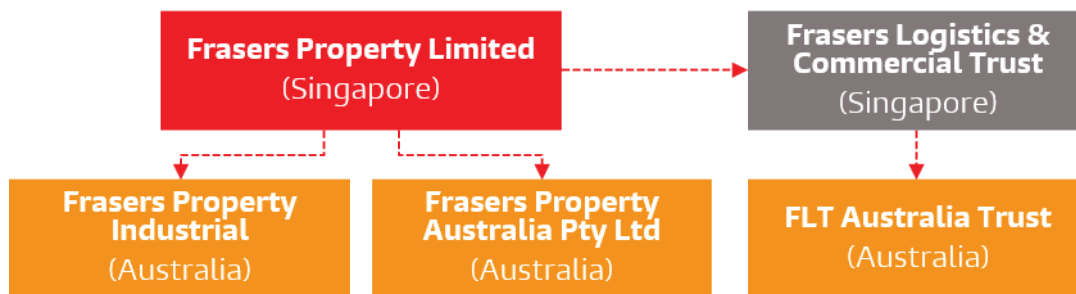 Frasers Property Limited
(Singapore)
Frasers Logistics &
Commercial Trust
(Singapore)
Frasers Property
Industrial
(Australia)
Frasers Property
Australia Pty Ltd
(Australia)
FLT Australia Trust
(Australia)